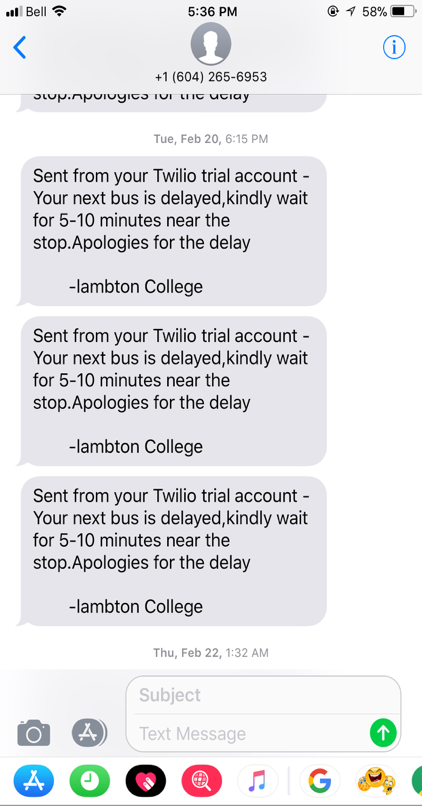 Bell
5:36 PM
58%
+1 (604) 265-6953
stop.Apologies for the delay
Tue, Feb 20, 6:15 PM
Sent from your Twilio trial account -
Your next bus is delayed,kindly wait
for 5-10 minutes near the
stop.Apologies for the delay
-lambton College
Sent from your Twilio trial account -
Your next bus is delayed,kindly wait
for 5-10 minutes near the
stop.Apologies for the delay
-lambton College
Sent from your Twilio trial account -
Your next bus is delayed,kindly wait
for 5-10 minutes near the
stop.Apologies for the delay
-lambton College
Thu, Feb 22, 1:32 AM
Subject
Text Message